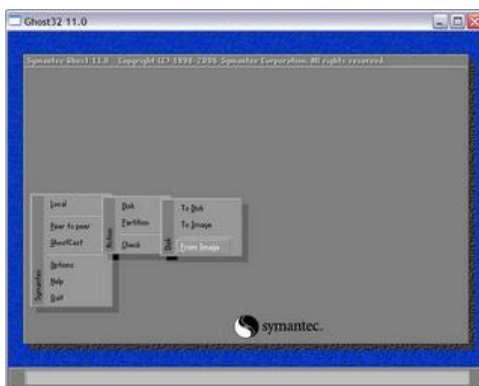 Ghost32 11.0
Symantec Ghost 11.0 Copyright (C) 1998-2006 Symantec Corporation. All rights reserved.
Local
Peer to peer
GhostCast
Options
Help
Quit
Symantec
Disk
Partition
Check
Action
To Disk
To Image
From Image
Disk
symantec.